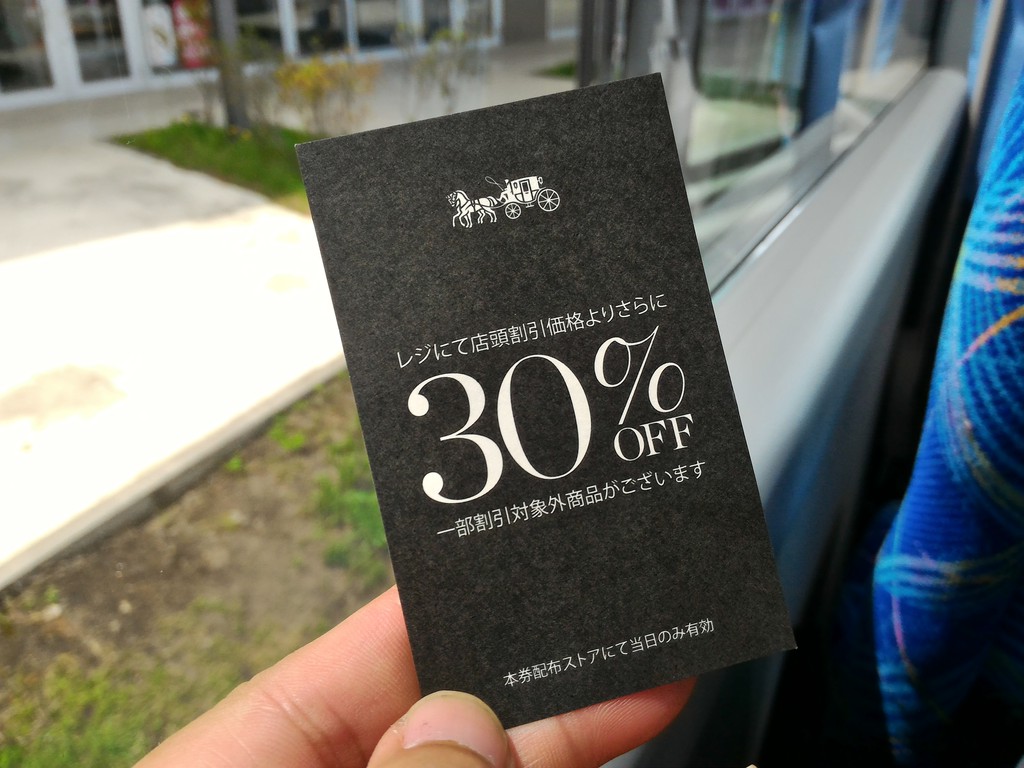 レジにて店頭割引価格よりさらに
30%
OFF
一部割引対象外商品がございます
本券配布ストアにて当日のみ有効